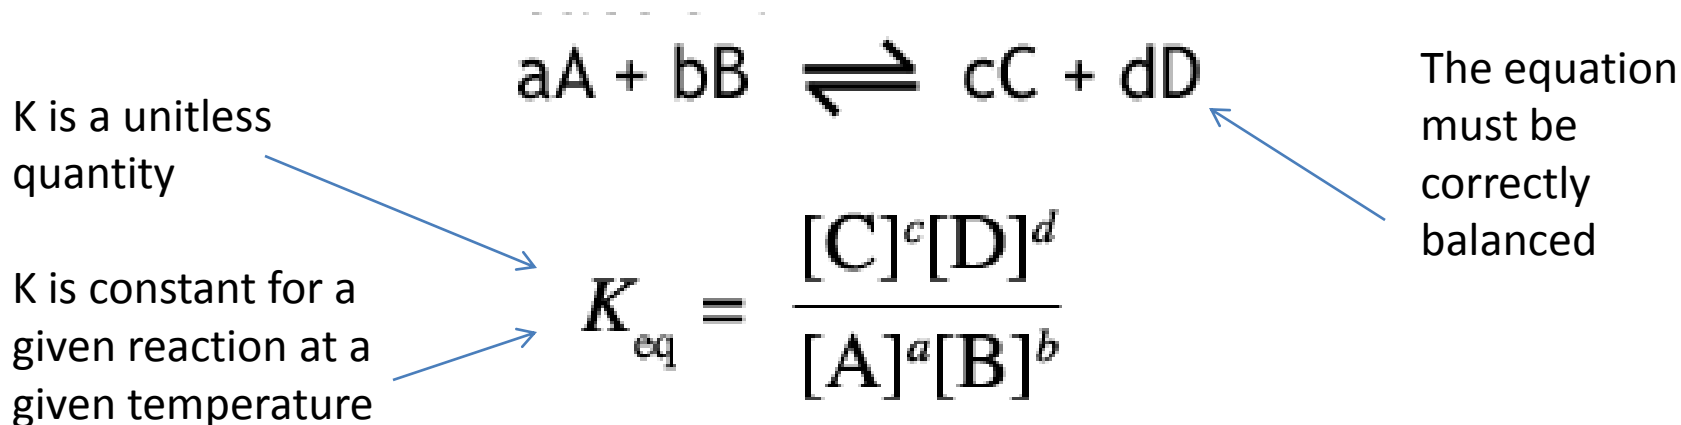 aA + bB ⇌ cC + dD
K is a unitless
quantity
The equation
must be
correctly
balanced
K is constant for a
given reaction at a
given temperature
K_eq = [C]^c[D]^d / [A]^a[B]^b